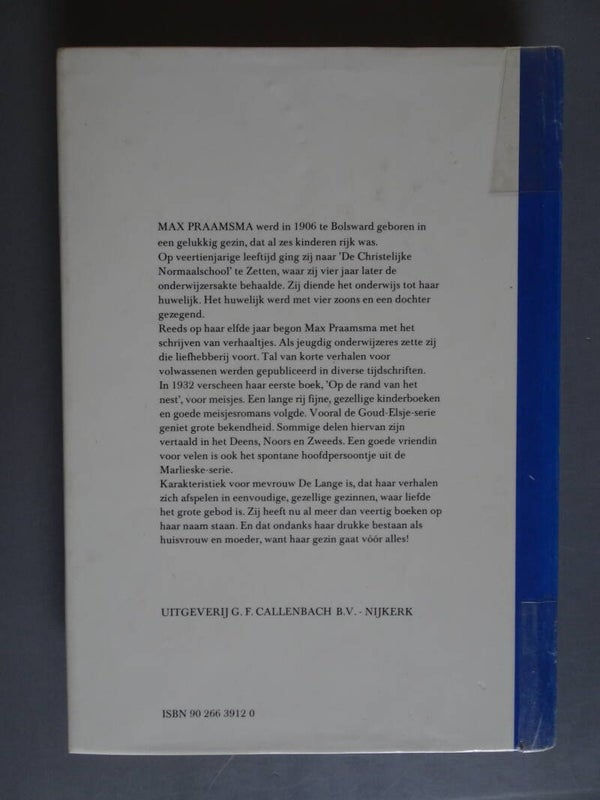 MAX PRAAMSMA werd in 1906 te Bolsward geboren in
een gelukkig gezin, dat al zes kinderen rijk was.
Op veertienjarige leeftijd ging zij naar 'De Christelijke
Normaalschool' te Zetten, waar zij vier jaar later de
onderwijzersakte behaalde. Zij diende het onderwijs tot haar
huwelijk. Het huwelijk werd met vier zoons en een dochter
gezegend.
Reeds op haar elfde jaar begon Max Praamsma met het
schrijven van verhaaltjes. Als jeugdig onderwijzeres zette zij
die liefhebberij voort. Tal van korte verhalen voor
volwassenen werden gepubliceerd in diverse tijdschriften.
In 1932 verscheen haar eerste boek, 'Op de rand van het
nest', voor meisjes. Een lange rij fijne, gezellige kinderboeken
en goede meisjesromans volgde. Vooral de Goud-Elsje-serie
geniet grote bekendheid. Sommige delen hiervan zijn
vertaald in het Deens, Noors en Zweeds. Een goede vriendin
voor velen is ook het spontane hoofdpersoontje uit de
Marlieske-serie.
Karakteristiek voor mevrouw De Lange is, dat haar verhalen
zich afspelen in eenvoudige, gezellige gezinnen, waar liefde
het grote gebod is. Zij heeft nu al meer dan veertig boeken op
haar naam staan. En dat ondanks haar drukke bestaan als
huisvrouw en moeder, want haar gezin gaat vóór alles!
UITGEVERIJ G. F. CALLENBACH B.V. - NIJKERK
ISBN 90 266 3912 0